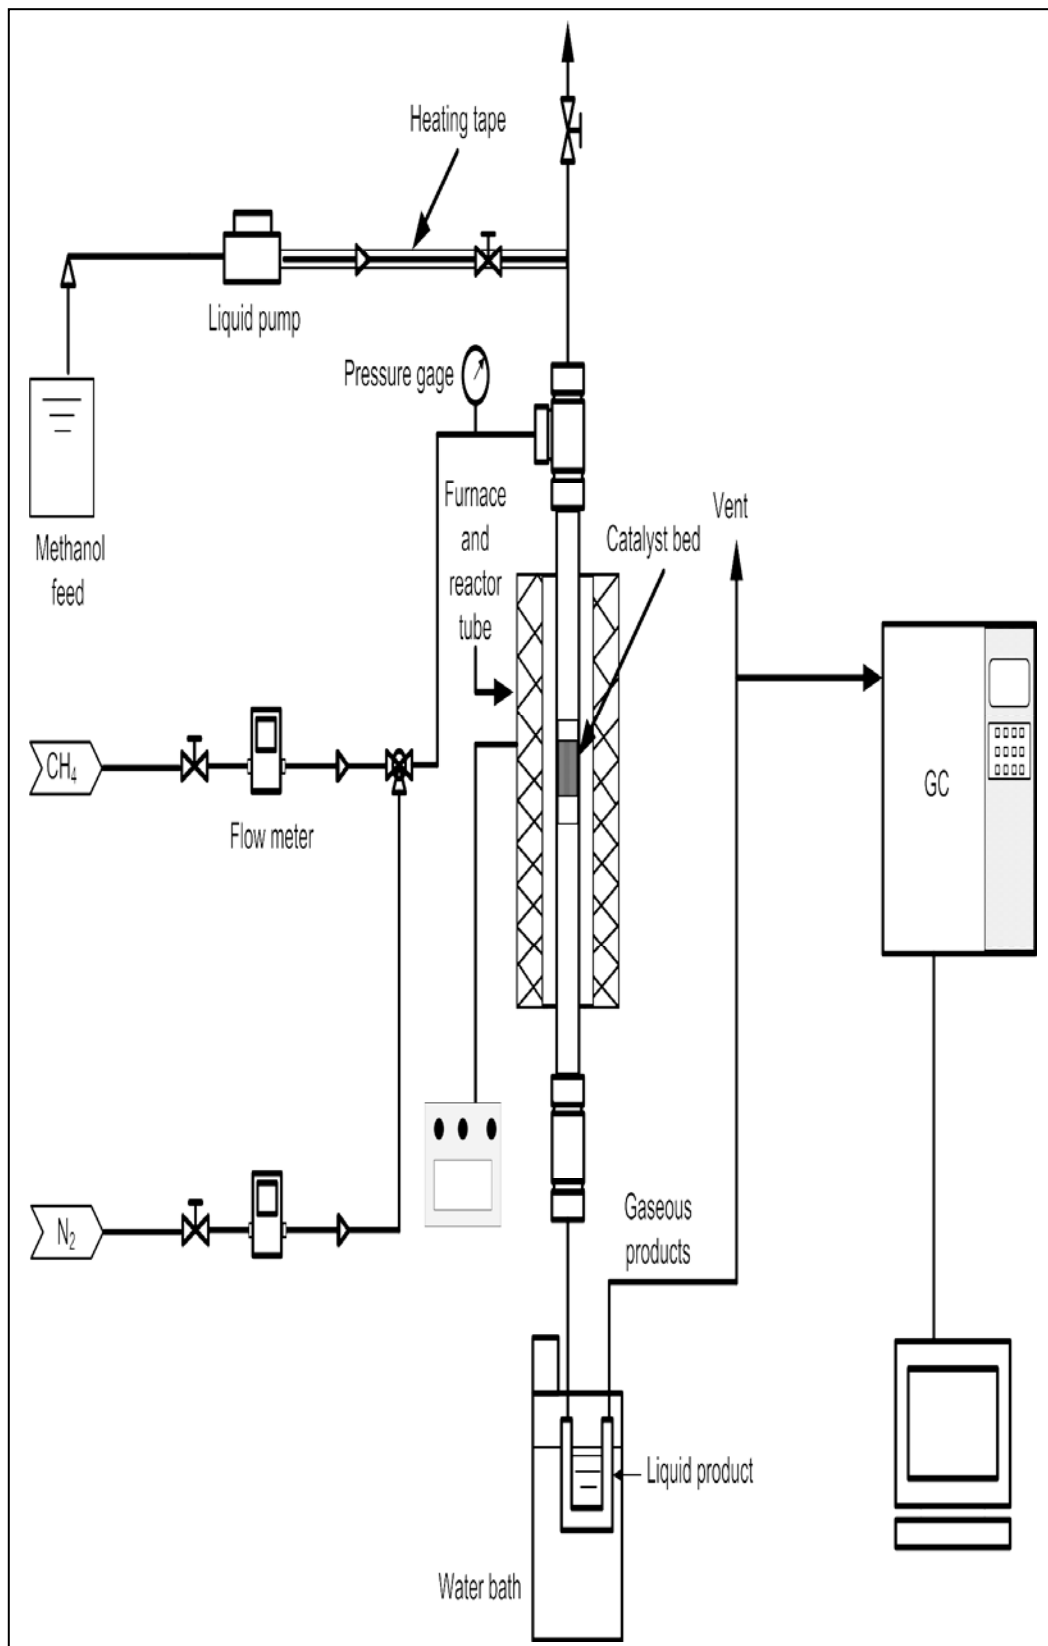 Heating tape
Liquid pump
Pressure gage
Methanol
feed
Furnace
and
reactor
tube
Catalyst bed
Vent
CH₄
Flow meter
GC
N₂
Gaseous
products
Liquid product
Water bath